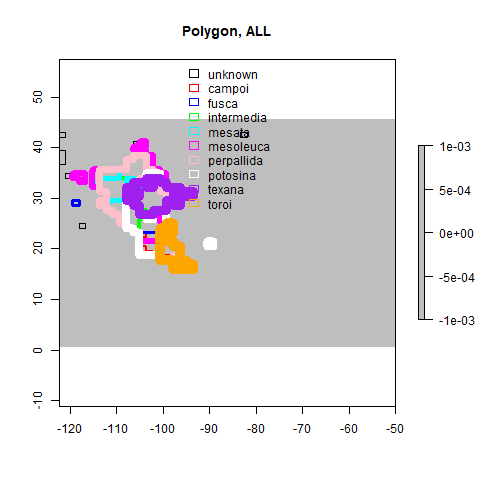 Polygon, ALL
unknown
campoi
fusca
intermedia
mesaia
mesoleuca
perpallida
potosina
texana
toroi
50
40
30
20
10
0
-10
-120
-110
-100
-90
-80
-70
-60
-50
1e-03
5e-04
0e+00
-5e-04
-1e-03